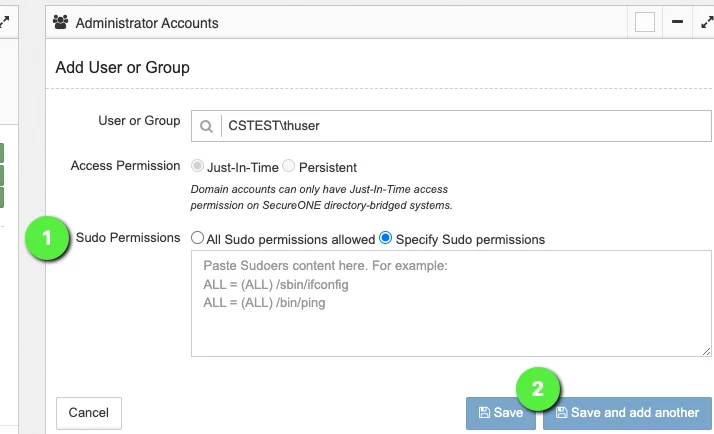 Administrator Accounts
Add User or Group
User or Group
CSTEST\thuser
Access Permission
Just-In-Time
Persistent
Domain accounts can only have Just-In-Time access
permission on SecureONE directory-bridged systems.
1
Sudo Permissions
All Sudo permissions allowed
Specify Sudo permissions
Paste Sudoers content here. For example:
ALL = (ALL) /sbin/ifconfig
ALL = (ALL) /bin/ping
2
Cancel
Save
Save and add another